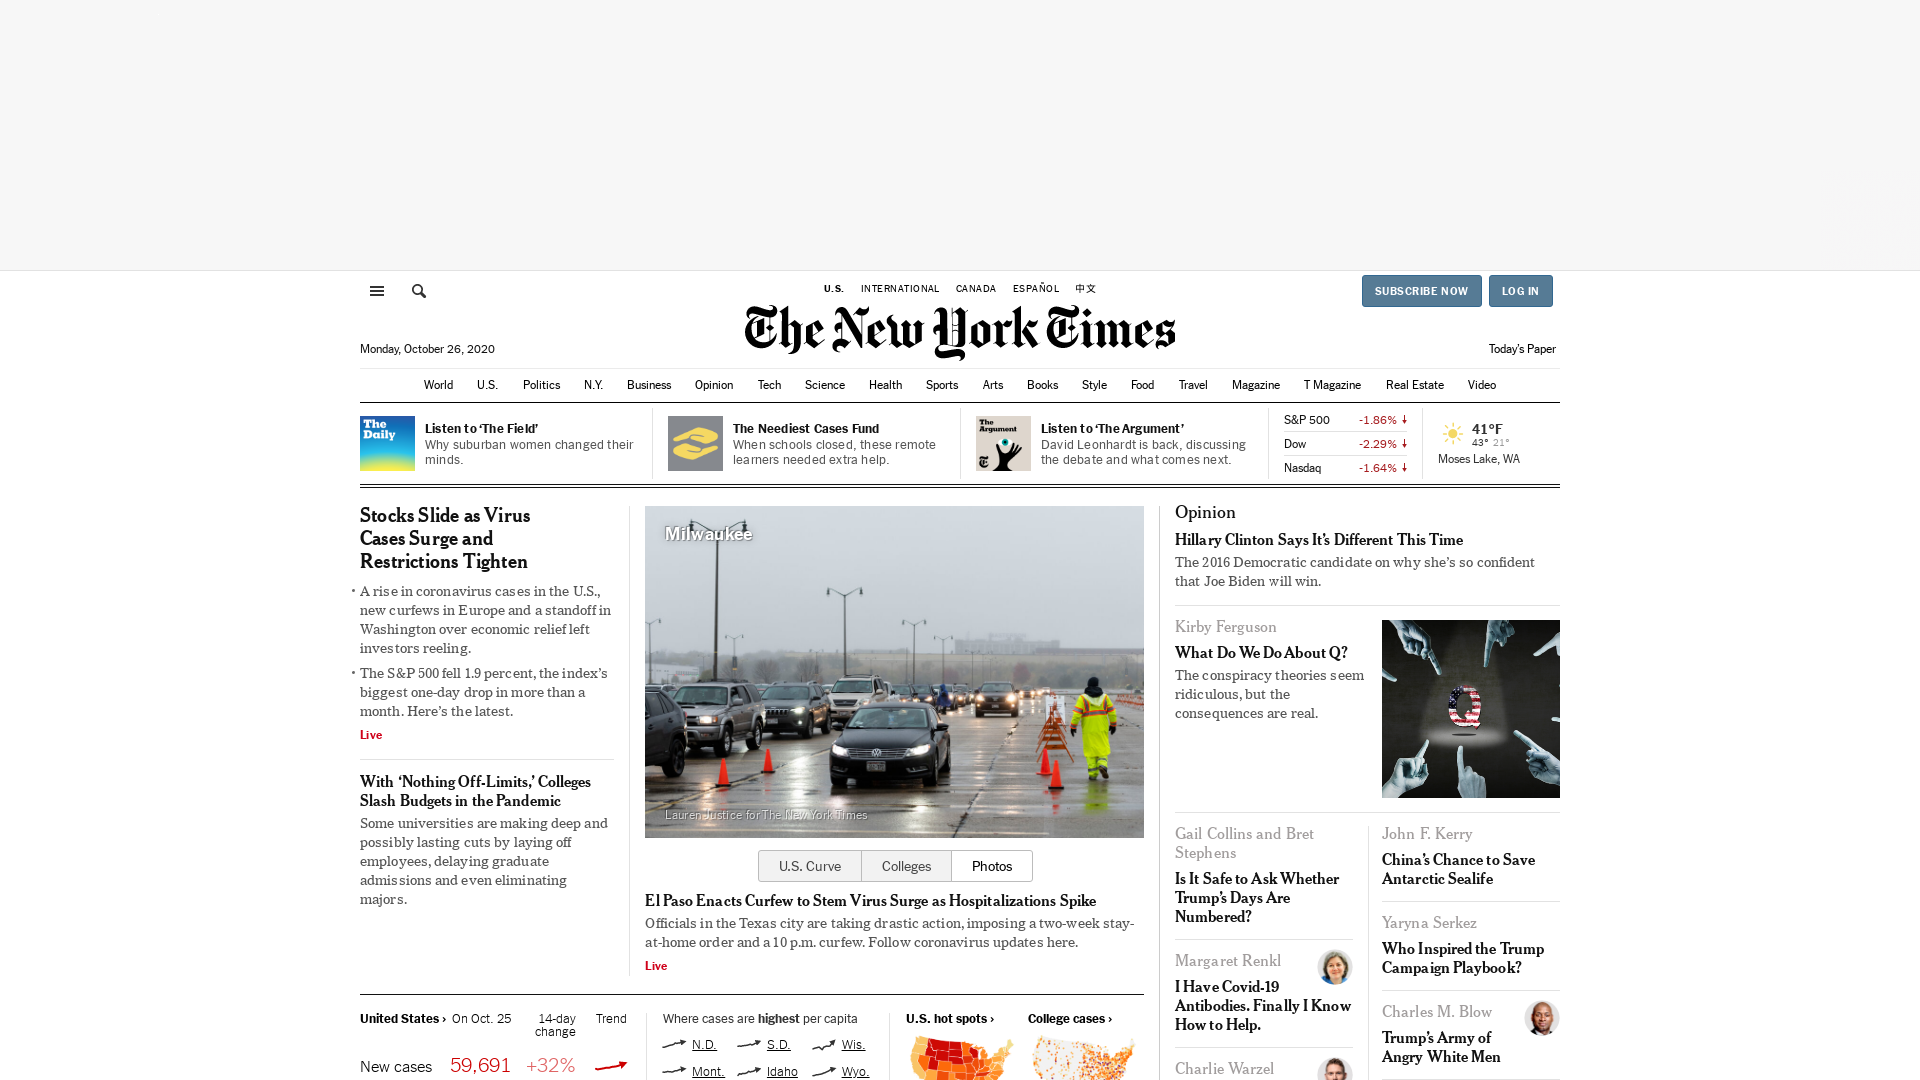 U.S.
INTERNATIONAL
CANADA
ESPAÑOL
中文
SUBSCRIBE NOW
LOG IN
The New York Times
Monday, October 26, 2020
Today's Paper
World
U.S.
Politics
N.Y.
Business
Opinion
Tech
Science
Health
Sports
Arts
Books
Style
Food
Travel
Magazine
T Magazine
Real Estate
Video
The
Daily
Listen to ‘The Field’
Why suburban women changed their
minds.
The Neediest Cases Fund
When schools closed, these remote
learners needed extra help.
The
Argument
Listen to ‘The Argument’
David Leonhardt is back, discussing
the debate and what comes next.
S&P 500 -1.86%
Dow -2.29%
Nasdaq -1.64%
41°F
43° 21°
Moses Lake, WA
Stocks Slide as Virus
Cases Surge and
Restrictions Tighten
• A rise in coronavirus cases in the U.S.,
new curfews in Europe and a standoff in
Washington over economic relief left
investors reeling.
• The S&P 500 fell 1.9 percent, the index’s
biggest one-day drop in more than a
month. Here’s the latest.
Live
With ‘Nothing Off-Limits,’ Colleges
Slash Budgets in the Pandemic
Some universities are making deep and
possibly lasting cuts by laying off
employees, delaying graduate
admissions and even eliminating
majors.
Milwaukee
Lauren Justice for The New York Times
U.S. Curve
Colleges
Photos
El Paso Enacts Curfew to Stem Virus Surge as Hospitalizations Spike
Officials in the Texas city are taking drastic action, imposing a two-week stay-
at-home order and a 10 p.m. curfew. Follow coronavirus updates here.
Live
Opinion
Hillary Clinton Says It’s Different This Time
The 2016 Democratic candidate on why she’s so confident
that Joe Biden will win.
Kirby Ferguson
What Do We Do About Q?
The conspiracy theories seem
ridiculous, but the
consequences are real.
Q
Gail Collins and Bret
Stephens
Is It Safe to Ask Whether
Trump’s Days Are
Numbered?
Margaret Renkl
I Have Covid-19
Antibodies. Finally I Know
How to Help.
Charlie Warzel
John F. Kerry
China’s Chance to Save
Antarctic Sealife
Yaryna Serkez
Who Inspired the Trump
Campaign Playbook?
Charles M. Blow
Trump’s Army of
Angry White Men
United States › On Oct. 25
14-day
change
Trend
New cases 59,691 +32%
Where cases are highest per capita
N.D.
S.D.
Wis.
Mont.
Idaho
Wyo.
U.S. hot spots ›
College cases ›